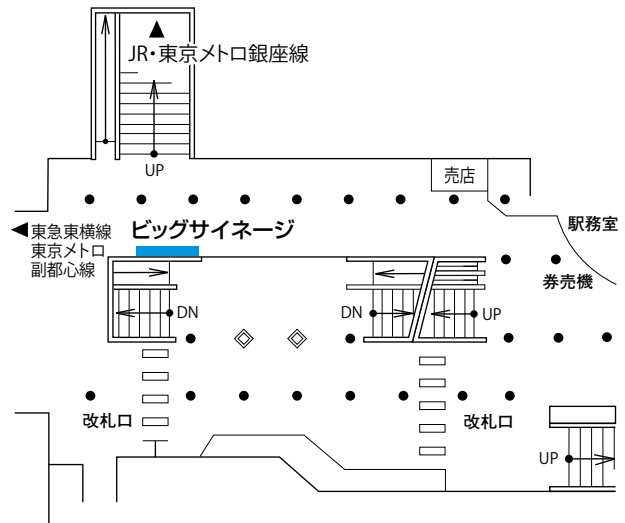 JR・東京メトロ銀座線
UP
売店
東急東横線
東京メトロ
副都心線
ビッグサイネージ
駅務室
券売機
DN
DN
UP
改札口
改札口
UP